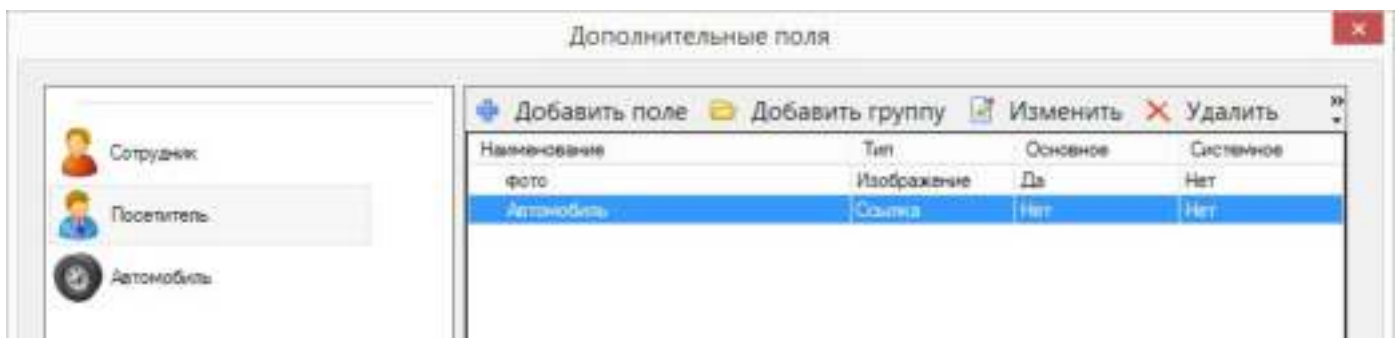 Дополнительные поля
Добавить поле Добавить группу Изменить Удалить
Сотрудник
Посетитель
Автомобиль
Наименование Тип Основное Системное
фото Изображение Да Нет
Автомобиль Ссылка Нет Нет